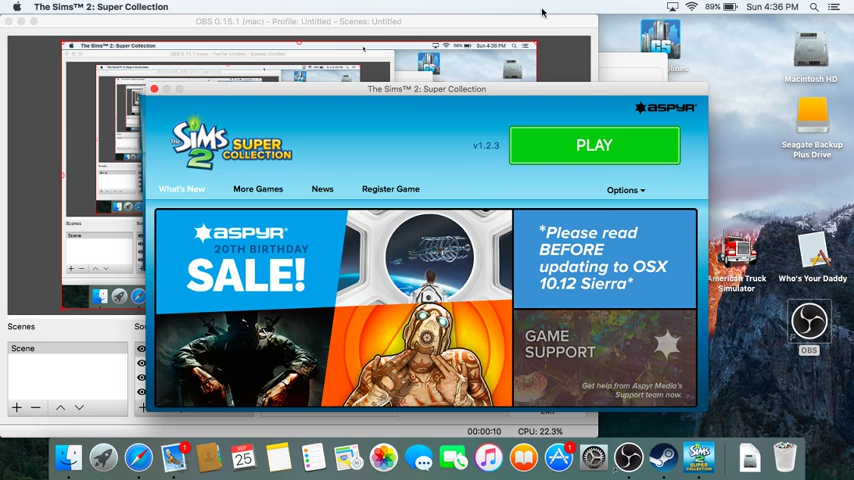 The Sims™ 2: Super Collection
89%
Sun 4:36 PM
OBS 0.15.1 (mac) - Profile: Untitled - Scenes: Untitled
Macintosh HD
Seagate Backup
Plus Drive
American Truck
Simulator
Who's Your Daddy
OBS
The Sims™ 2: Super Collection
ASPYR
The SIMS 2 SUPER
COLLECTION
v1.2.3
PLAY
What's New
More Games
News
Register Game
Options
ASPYR
20TH BIRTHDAY
SALE!
*Please read
BEFORE
updating to OSX
10.12 Sierra*
GAME
SUPPORT
Get help from Aspyr Media's
Support team now.
Scenes
Scene
00:00:10
CPU: 22.3%
SEP
25
1
1